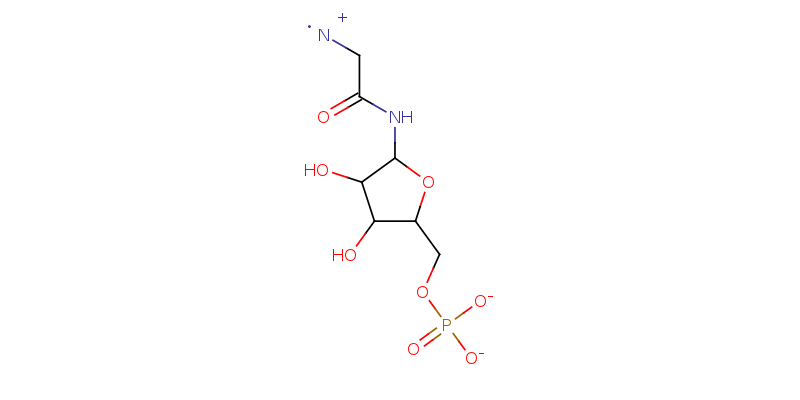 N +
O NH
HO O
HO
O O-
P
O O-